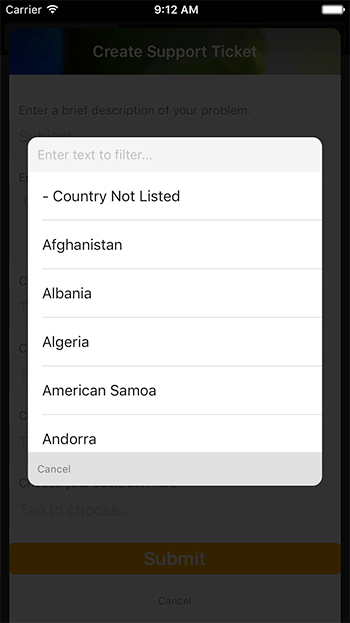 Carrier 9:12 AM
Create Support Ticket
Enter a brief description of your problem.
Subject
Enter text to filter...
- Country Not Listed
Afghanistan
Albania
Algeria
American Samoa
Andorra
Cancel
Tap to choose...
Submit
Cancel